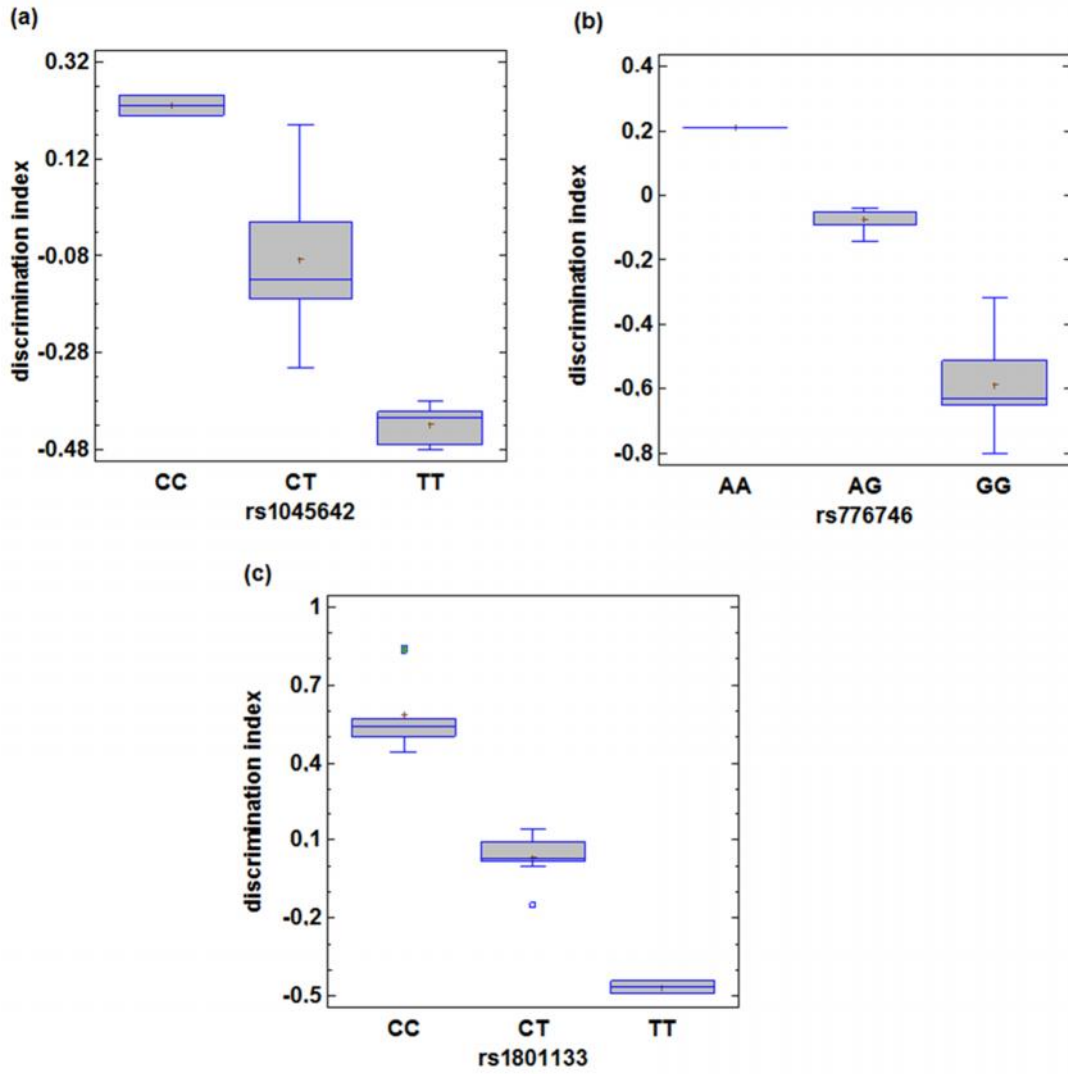 (a)
0.32
0.12
-0.08
-0.28
-0.48
discrimination index
CC CT TT
rs1045642
(b)
0.4
0.2
0
-0.2
-0.4
-0.6
-0.8
discrimination index
AA AG GG
rs776746
(c)
1
0.7
0.4
0.1
-0.2
-0.5
discrimination index
CC CT TT
rs1801133